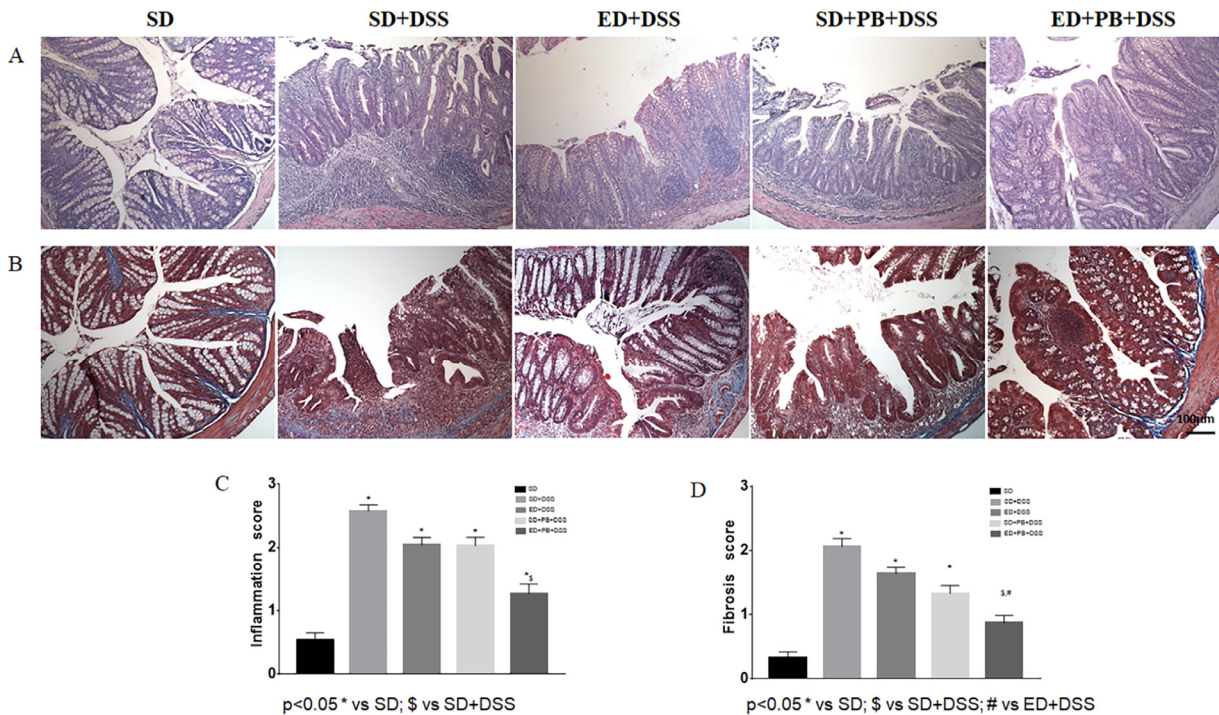 SD SD+DSS ED+DSS SD+PB+DSS ED+PB+DSS
A
B
100µm
C
3
2
1
0
Inflammation score
*
*
*
*$
SD
SD+DSS
ED+DSS
SD+PB+DSS
ED+PB+DSS
p<0.05 * vs SD; $ vs SD+DSS
D
3
2
1
0
Fibrosis score
*
*
*
$,#
SD
SD+DSS
ED+DSS
SD+PB+DSS
ED+PB+DSS
p<0.05 * vs SD; $ vs SD+DSS; # vs ED+DSS